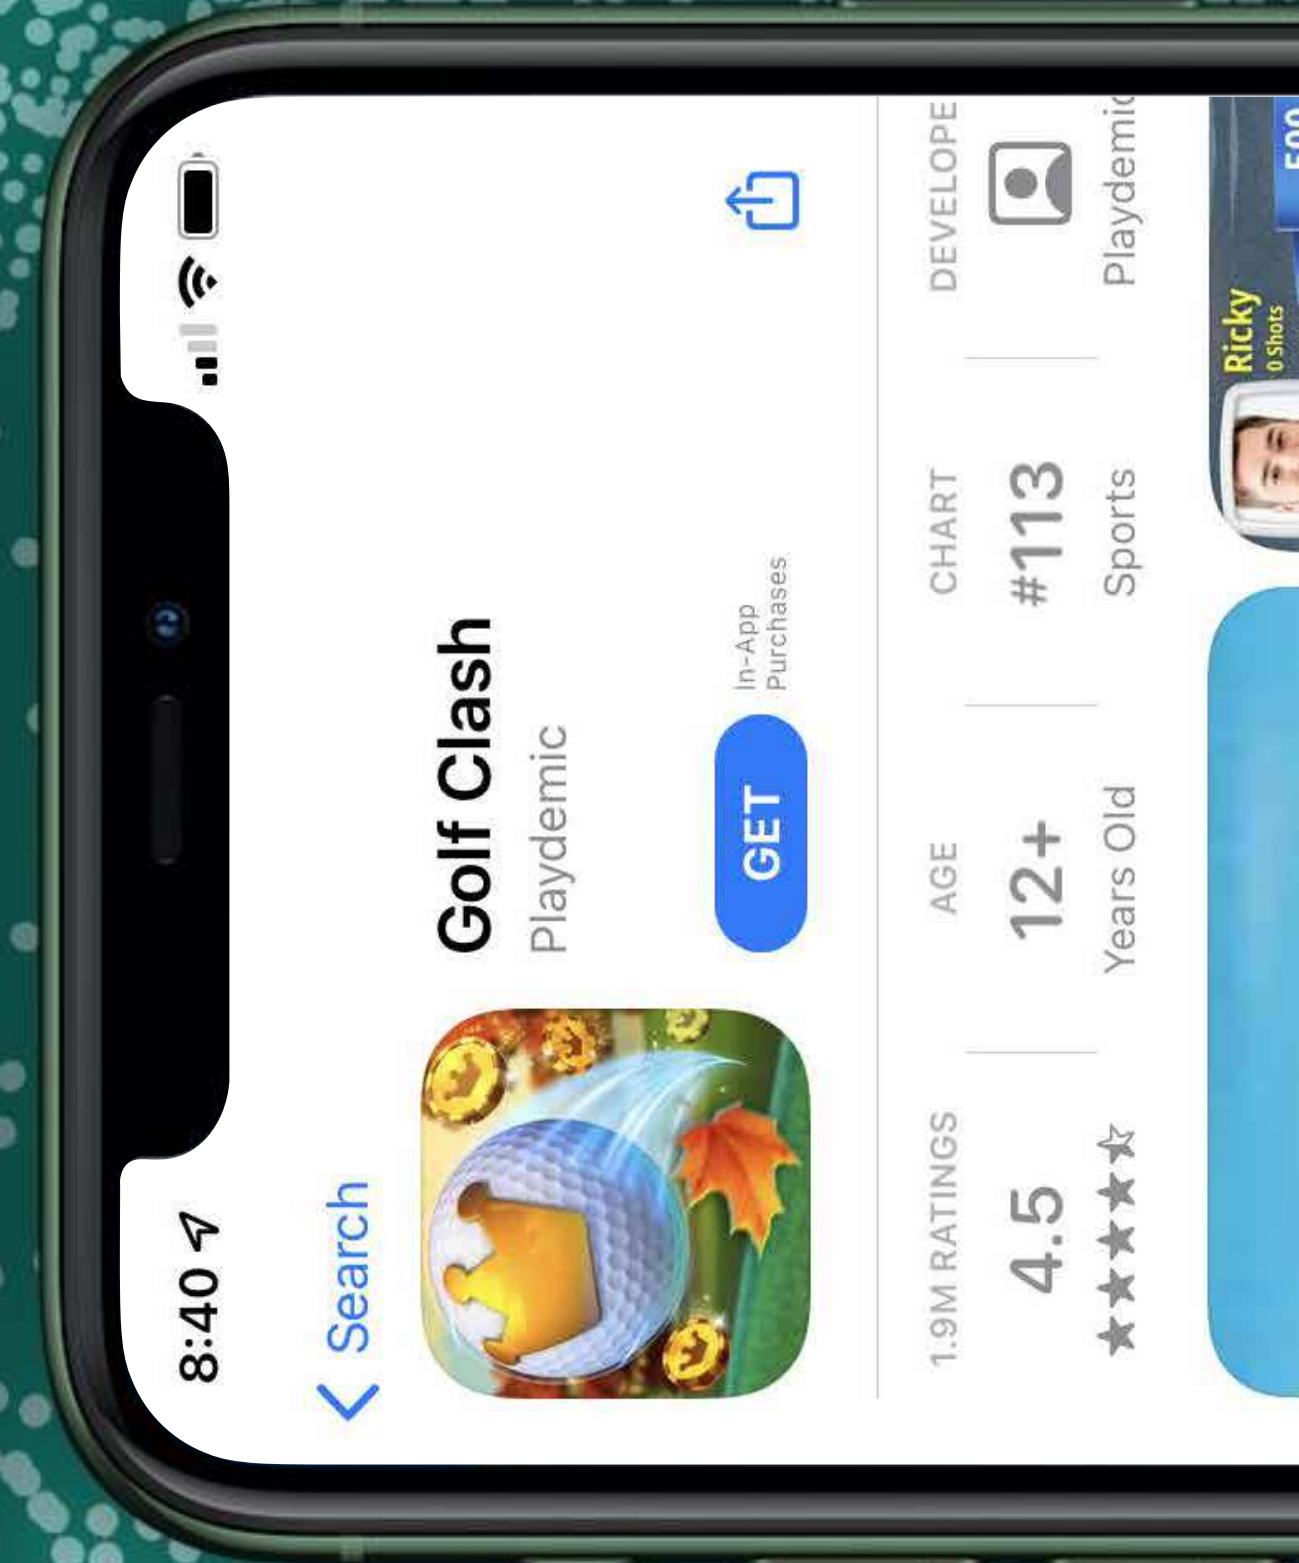 8:40
Search
Golf Clash
Playdemic
GET
In-App
Purchases
1.9M RATINGS
4.5
AGE
12+
Years Old
CHART
#113
Sports
DEVELOPE
Playdemic
Ricky
0 Shots
500